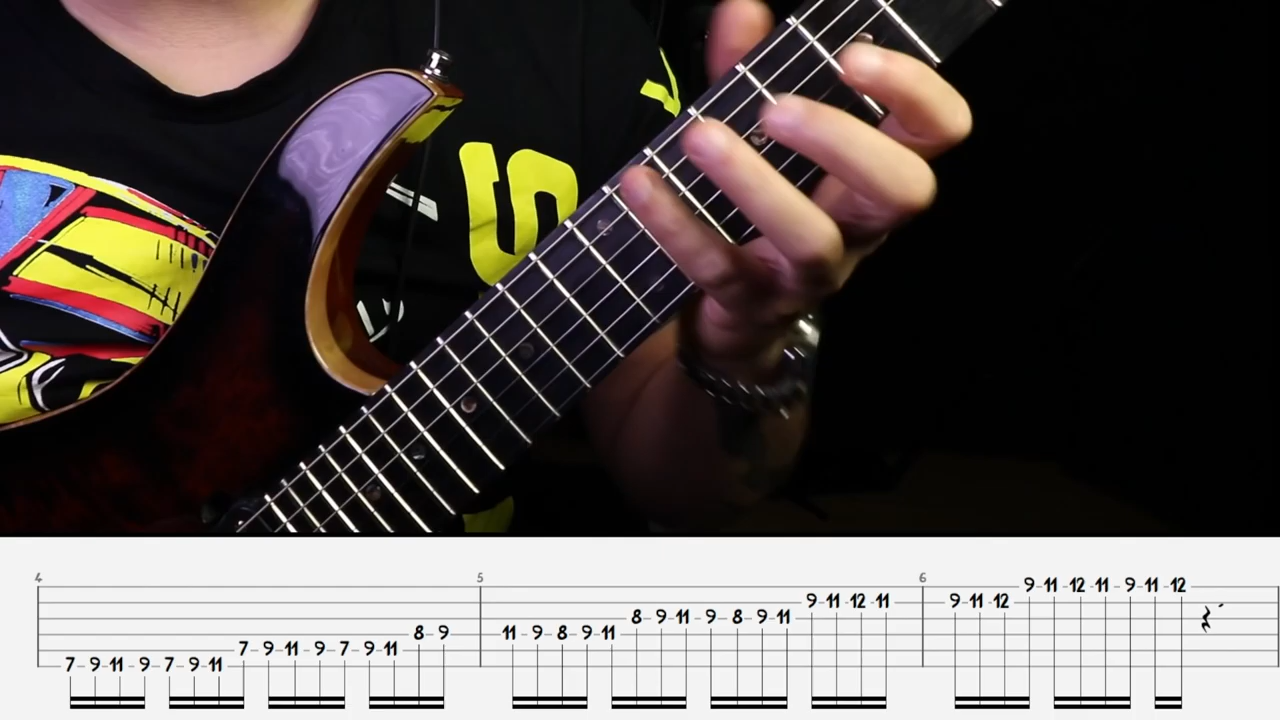 S
4 5 6
9 11 12 11 9 11 12
9 11 12 11 9 11 12
8 9 11 9 8 9 11
8 9 11 9 8 9 11
7 9 11 9 7 9 11
7 9 11 9 7 9 11